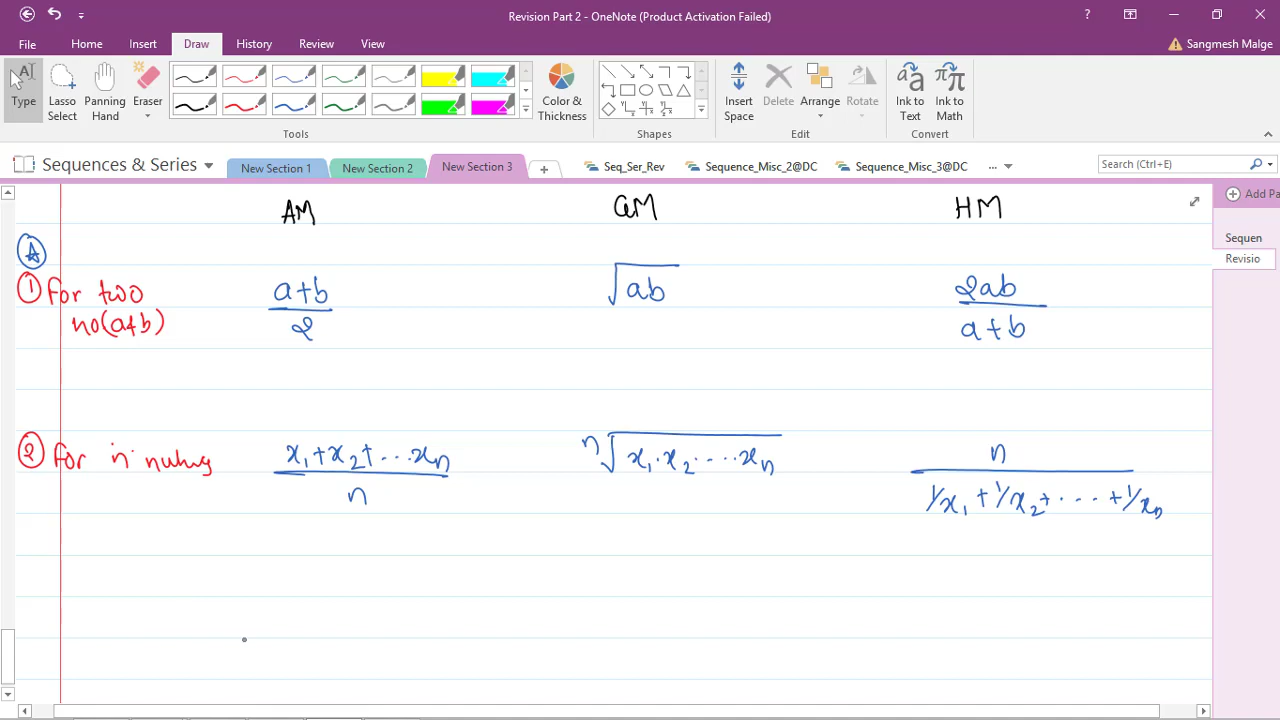 Revision Part 2 - OneNote (Product Activation Failed)
?
File Home Insert Draw History Review View Sangmesh Malge
Type
Lasso Select
Panning Hand
Eraser
Color & Thickness
Insert Space
Delete
Arrange
Rotate
Ink to Text
Ink to Math
Tools Shapes Edit Convert
Sequences & Series New Section 1 New Section 2 New Section 3 + Seq_Ser_Rev Sequence_Misc_2@DC Sequence_Misc_3@DC ... Search (Ctrl+E)
Add Pa
Sequen
Revisio
AM GM HM
A
① for two no(a+b) (a+b)/2 √ab 2ab/(a+b)
② for n (x₁+x₂+...xₙ)/n ⁿ√(x₁·x₂·...xₙ) n/(1/x₁+1/x₂+...+1/xₙ)